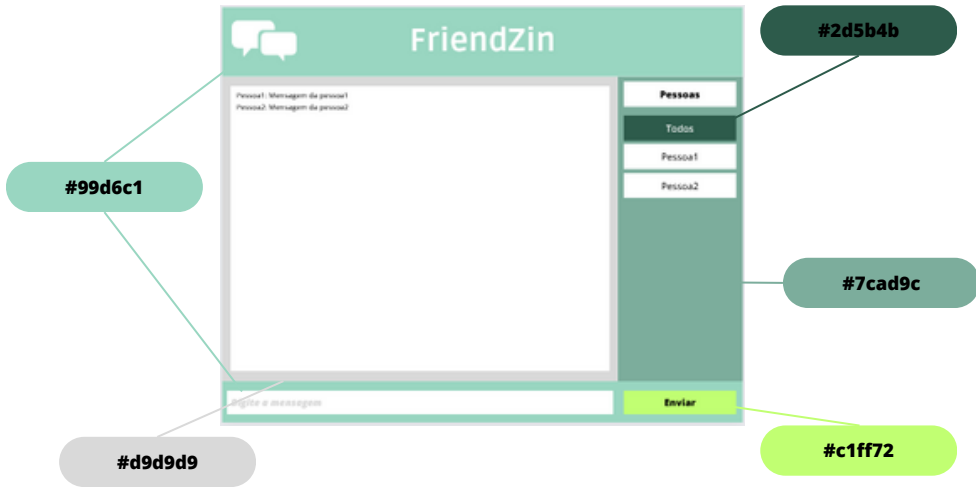 #2d5b4b
FriendZin
Pessoa1: Mensagem da pessoa1
Pessoa2: Mensagem da pessoa2
Pessoas
Todos
Pessoa1
Pessoa2
#99d6c1
#7cad9c
Digite a mensagem
Enviar
#d9d9d9
#c1ff72